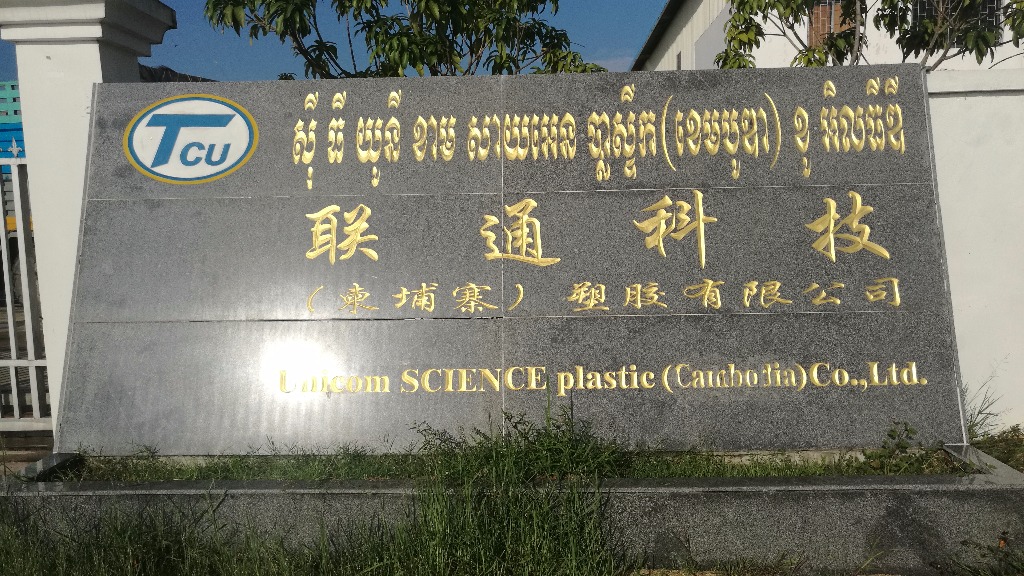 TCU
ស៊ី ធី យូនី ខាម សាយអេន ប្លាស្ទីក (ខេមបូឌា) ខូ អិលធីឌី
联通科技
（柬埔寨）塑胶有限公司
Unicom SCIENCE plastic (Cambodia) Co.,Ltd.